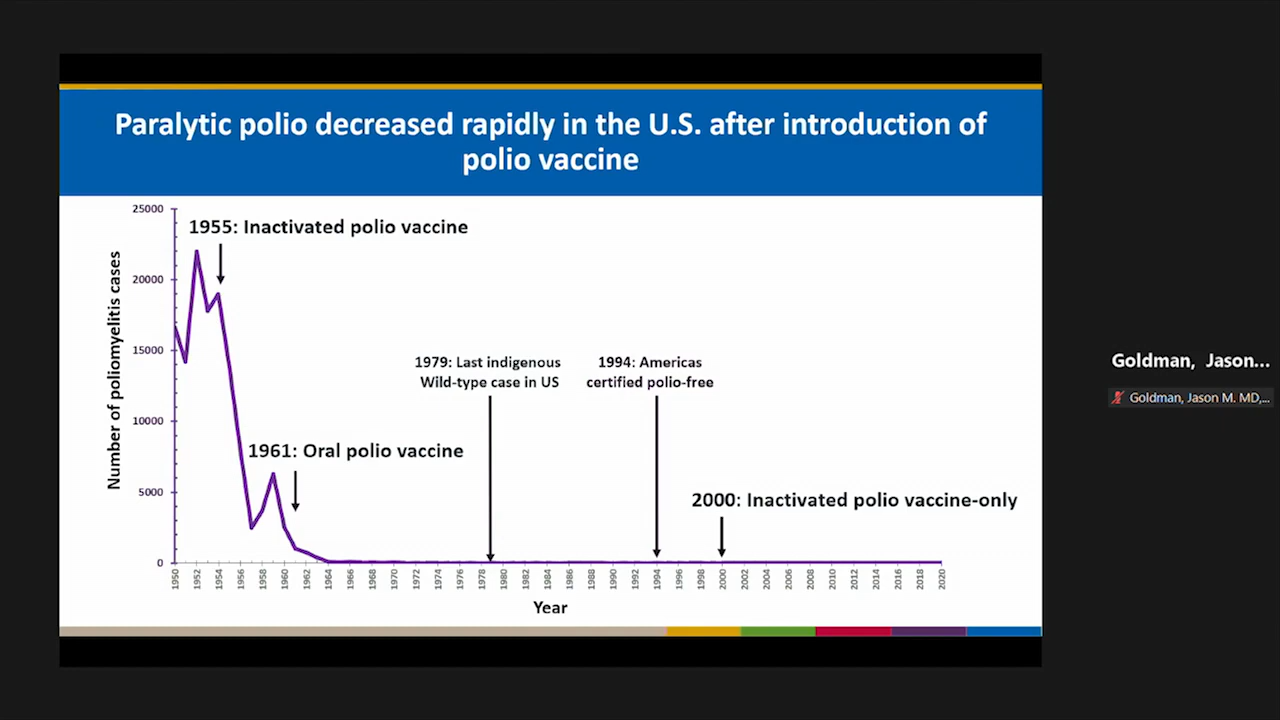 Paralytic polio decreased rapidly in the U.S. after introduction of
polio vaccine
25000
20000
15000
10000
5000
0
Number of poliomyelitis cases
1955: Inactivated polio vaccine
1961: Oral polio vaccine
1979: Last indigenous
Wild-type case in US
1994: Americas
certified polio-free
2000: Inactivated polio vaccine-only
1950 1952 1954 1956 1958 1960 1962 1964 1966 1968 1970 1972 1974 1976 1978 1980 1982 1984 1986 1988 1990 1992 1994 1996 1998 2000 2002 2004 2006 2008 2010 2012 2014 2016 2018 2020
Year
Goldman, Jason...
Goldman, Jason M. MD,...